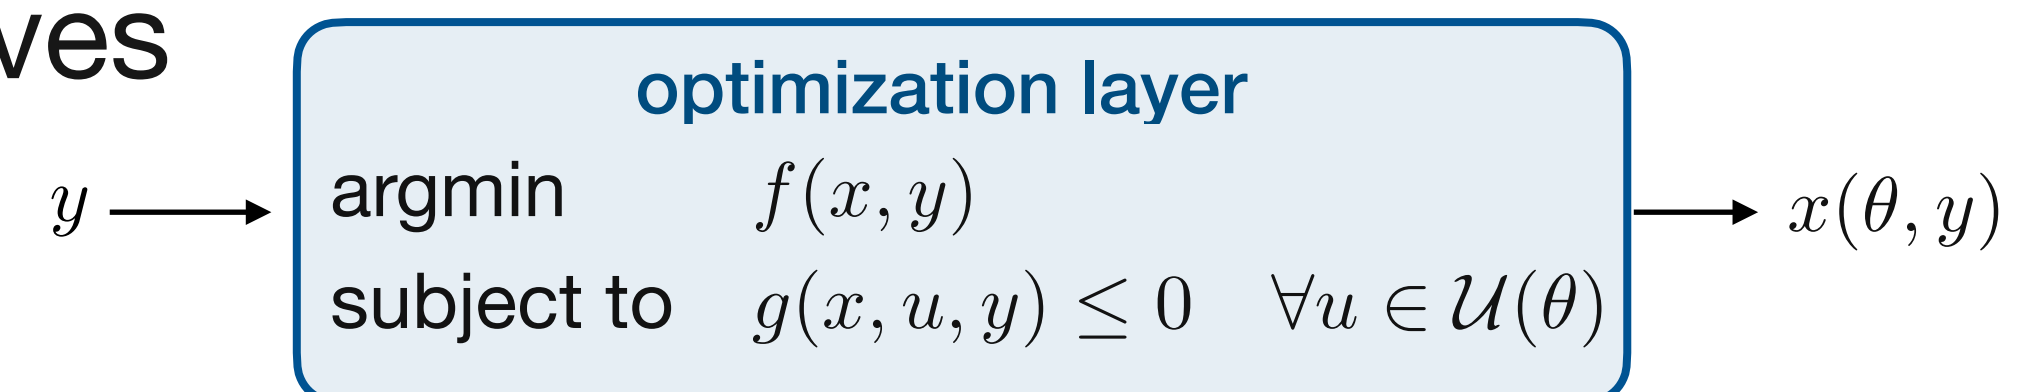 ves
optimization layer
y
argmin f(x, y)
x(θ, y)
subject to g(x, u, y) ≤ 0 ∀u ∈ 𝒰(θ)